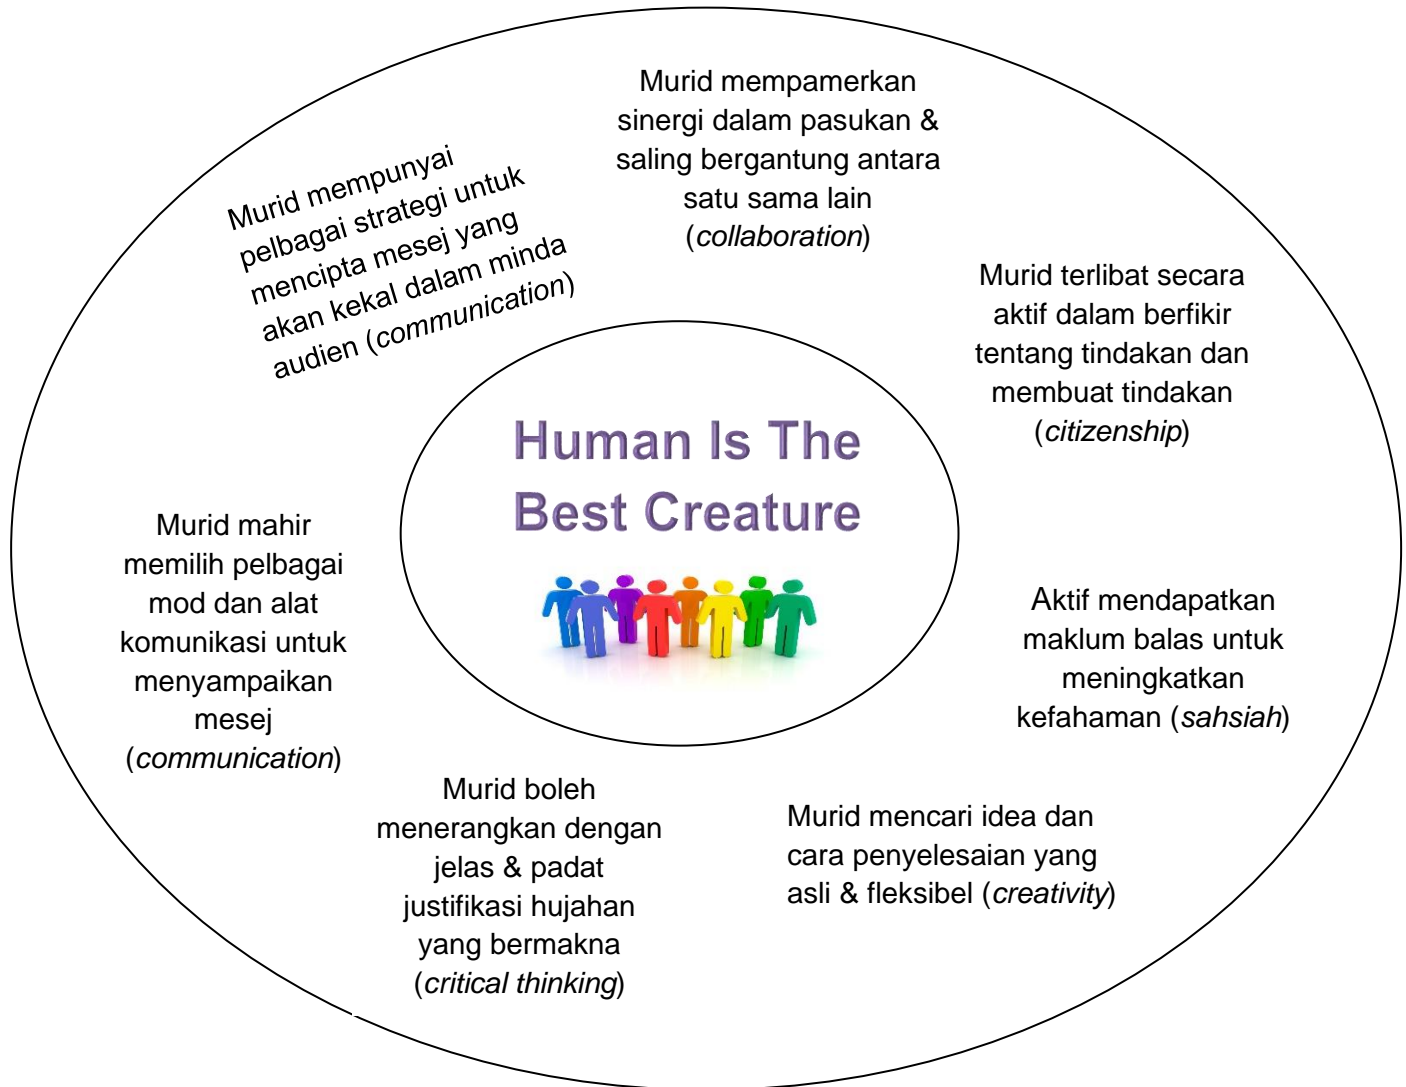 Murid mempamerkan
sinergi dalam pasukan &
saling bergantung antara
satu sama lain
(collaboration)
Murid mempunyai
pelbagai strategi untuk
mencipta mesej yang
akan kekal dalam minda
audien (communication)
Murid terlibat secara
aktif dalam berfikir
tentang tindakan dan
membuat tindakan
(citizenship)
Human Is The
Best Creature
Murid mahir
memilih pelbagai
mod dan alat
komunikasi untuk
menyampaikan
mesej
(communication)
Aktif mendapatkan
maklum balas untuk
meningkatkan
kefahaman (sahsiah)
Murid boleh
menerangkan dengan
jelas & padat
justifikasi hujahan
yang bermakna
(critical thinking)
Murid mencari idea dan
cara penyelesaian yang
asli & fleksibel (creativity)